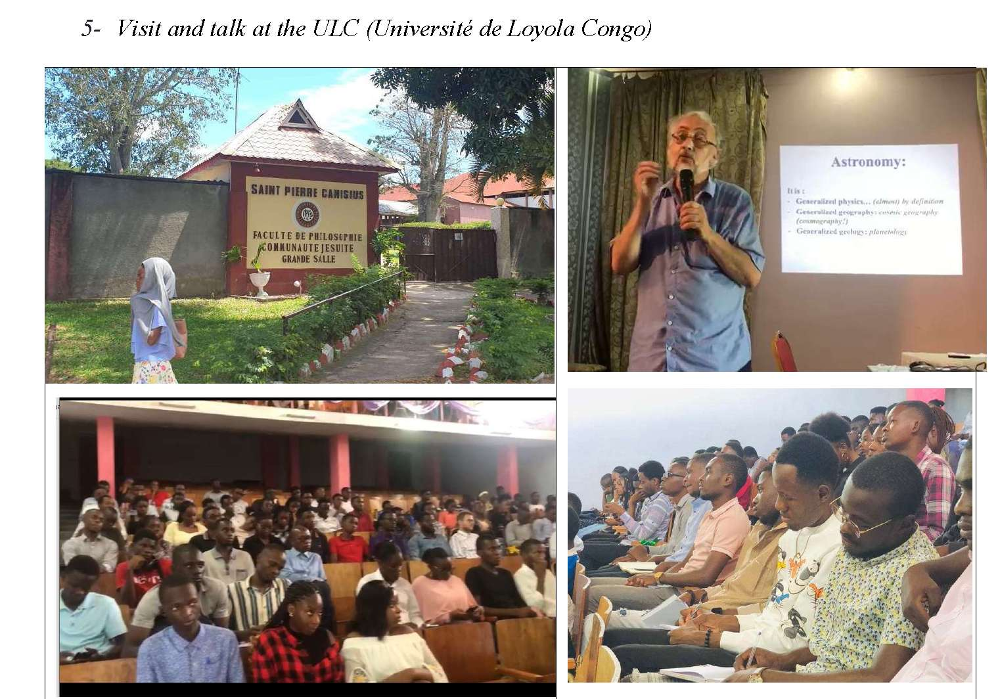 5- Visit and talk at the ULC (Université de Loyola Congo)
SAINT PIERRE CANISIUS
IHS
FACULTE DE PHILOSOPHIE
COMMUNAUTE JESUITE
GRANDE SALLE
Astronomy:
It is :
- Generalized physics... (almost) by definition
- Generalized geography: cosmic geography
(cosmography!)
- Generalized geology: planetology